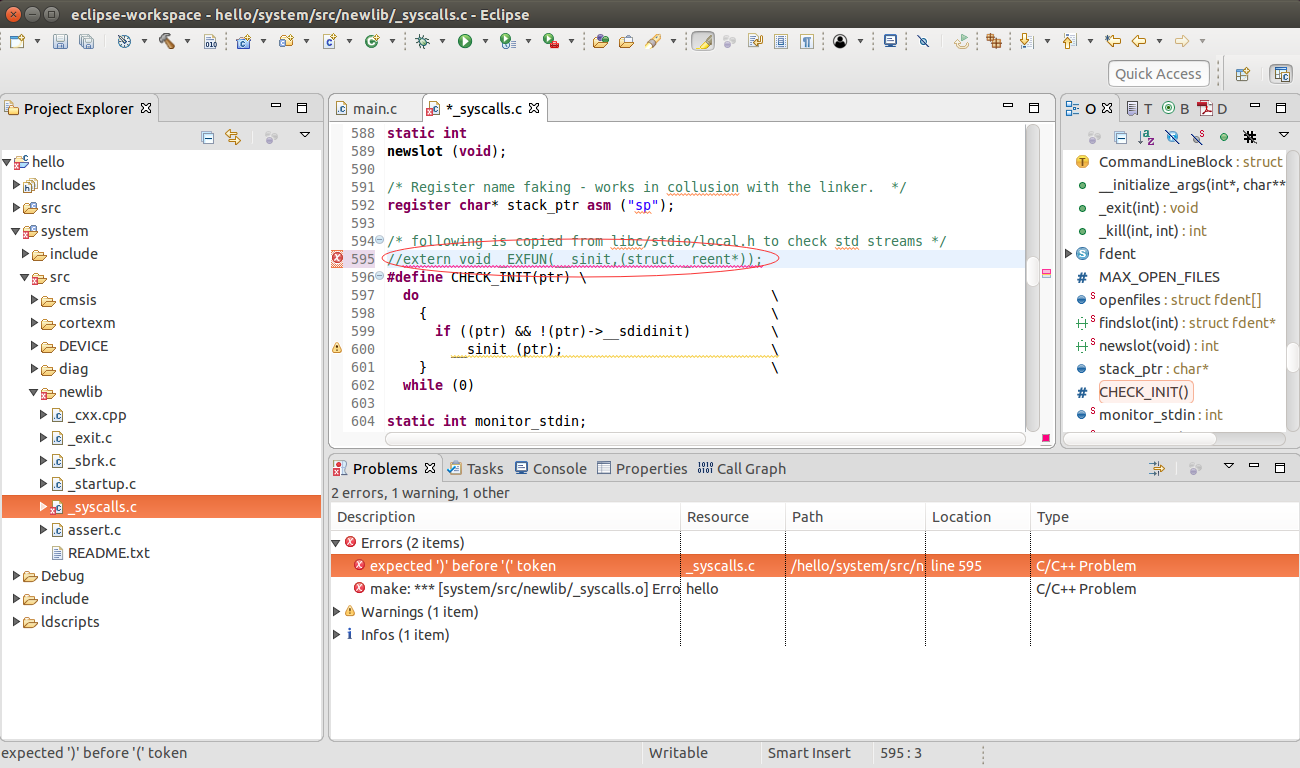 eclipse-workspace - hello/system/src/newlib/_syscalls.c - Eclipse
Quick Access
Project Explorer
hello
Includes
src
system
include
src
cmsis
cortexm
DEVICE
diag
newlib
_cxx.cpp
_exit.c
_sbrk.c
_startup.c
_syscalls.c
assert.c
README.txt
Debug
include
ldscripts
main.c
*_syscalls.c
588 static int
589 newslot (void);
590
591 /* Register name faking - works in collusion with the linker.  */
592 register char* stack_ptr asm ("sp");
593
594 /* following is copied from libc/stdio/local.h to check std streams */
595 //extern void _EXFUN(__sinit,(struct _reent*));
596 #define CHECK_INIT(ptr) \
597   do                                            \
598     {                                           \
599       if ((ptr) && !(ptr)->__sdidinit)          \
600         __sinit (ptr);                          \
601     }                                           \
602   while (0)
603
604 static int monitor_stdin;
O
T
B
D
CommandLineBlock : struct
__initialize_args(int*, char**
_exit(int) : void
_kill(int, int) : int
fdent
MAX_OPEN_FILES
openfiles : struct fdent[]
findslot(int) : struct fdent*
newslot(void) : int
stack_ptr : char*
CHECK_INIT()
monitor_stdin : int
Problems
Tasks
Console
Properties
Call Graph
2 errors, 1 warning, 1 other
Description Resource Path Location Type
Errors (2 items)
expected ')' before '(' token _syscalls.c /hello/system/src/n line 595 C/C++ Problem
make: *** [system/src/newlib/_syscalls.o] Erro hello C/C++ Problem
Warnings (1 item)
Infos (1 item)
expected ')' before '(' token Writable Smart Insert 595 : 3